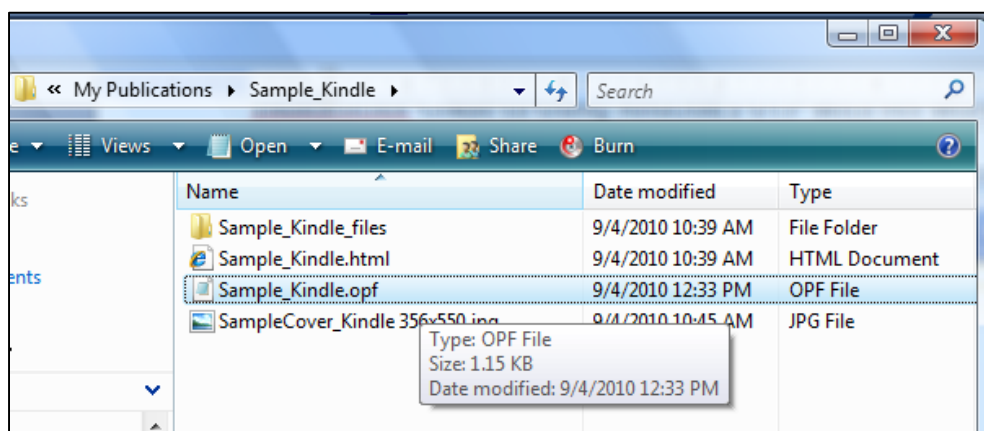 « My Publications ▸ Sample_Kindle ▸ Search
e Views Open E-mail Share Burn
Name Date modified Type
ks
Sample_Kindle_files 9/4/2010 10:39 AM File Folder
Sample_Kindle.html 9/4/2010 10:39 AM HTML Document
ents
Sample_Kindle.opf 9/4/2010 12:33 PM OPF File
SampleCover_Kindle 356x550.jpg 9/4/2010 10:45 AM JPG File
Type: OPF File
Size: 1.15 KB
Date modified: 9/4/2010 12:33 PM